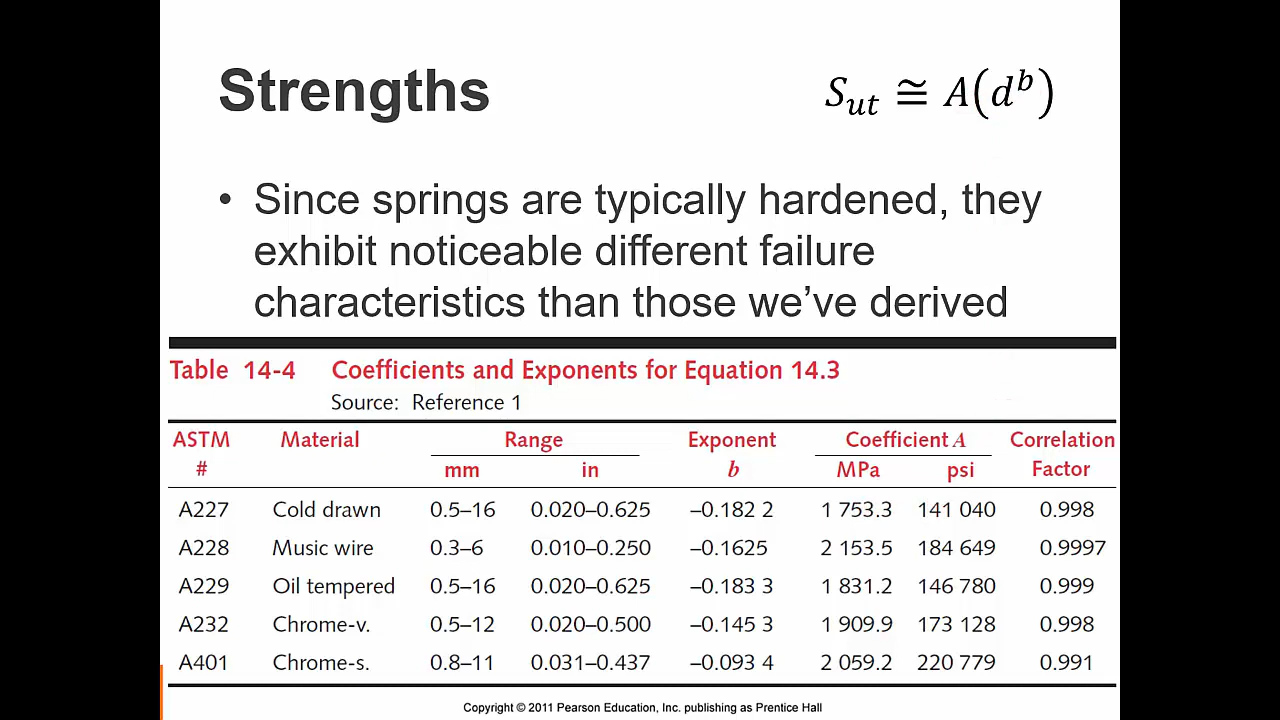 Strengths
S_ut ≅ A(d^b)
• Since springs are typically hardened, they
exhibit noticeable different failure
characteristics than those we’ve derived
Table 14-4 Coefficients and Exponents for Equation 14.3
Source: Reference 1
ASTM Material Range Exponent Coefficient A Correlation
# mm in b MPa psi Factor
A227 Cold drawn 0.5–16 0.020–0.625 –0.182 2 1 753.3 141 040 0.998
A228 Music wire 0.3–6 0.010–0.250 –0.1625 2 153.5 184 649 0.9997
A229 Oil tempered 0.5–16 0.020–0.625 –0.183 3 1 831.2 146 780 0.999
A232 Chrome-v. 0.5–12 0.020–0.500 –0.145 3 1 909.9 173 128 0.998
A401 Chrome-s. 0.8–11 0.031–0.437 –0.093 4 2 059.2 220 779 0.991
Copyright © 2011 Pearson Education, Inc. publishing as Prentice Hall